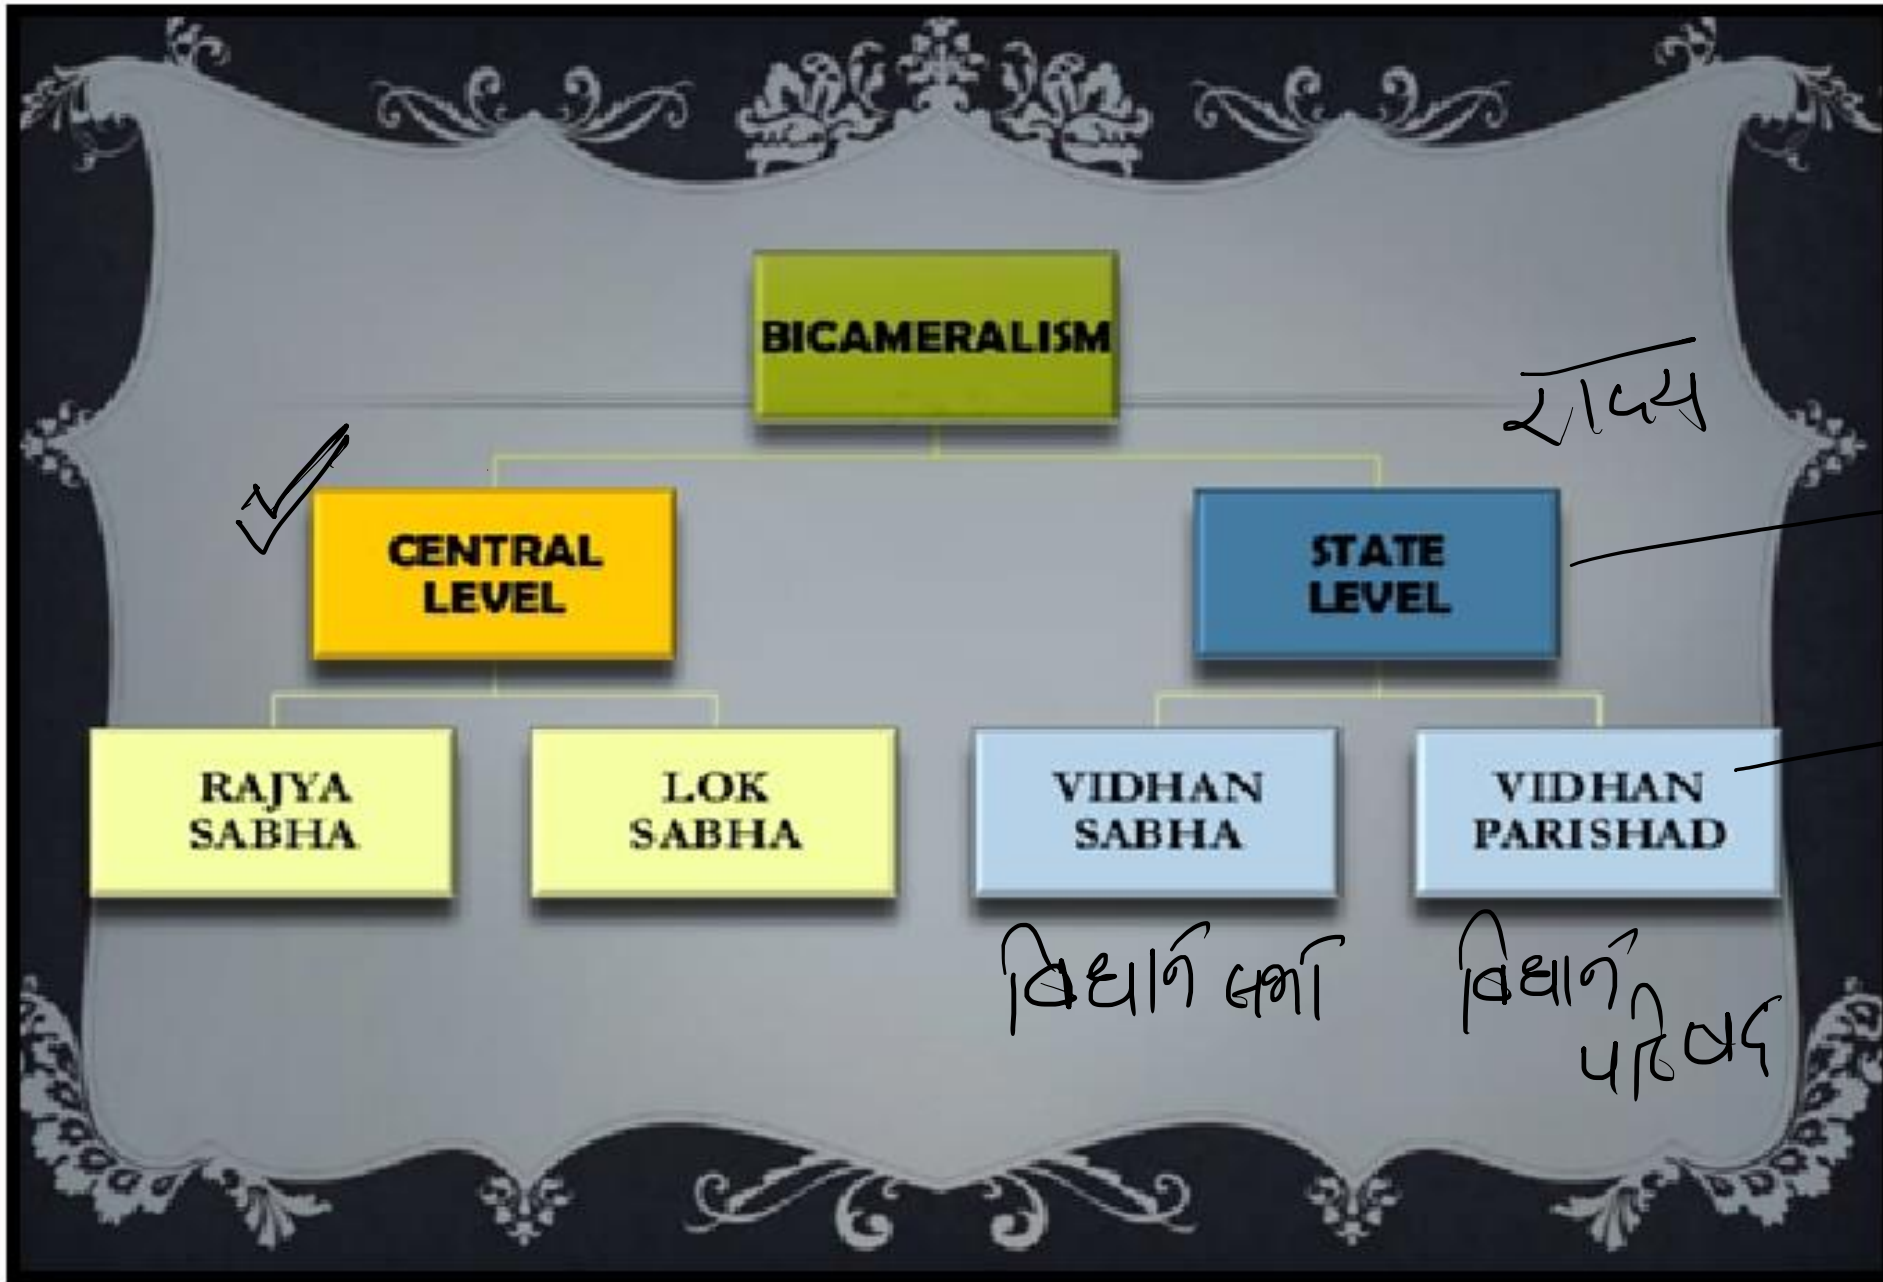 BICAMERALISM
राज्य
CENTRAL
LEVEL
STATE
LEVEL
RAJYA
SABHA
LOK
SABHA
VIDHAN
SABHA
VIDHAN
PARISHAD
विधान सभा
विधान
परिषद